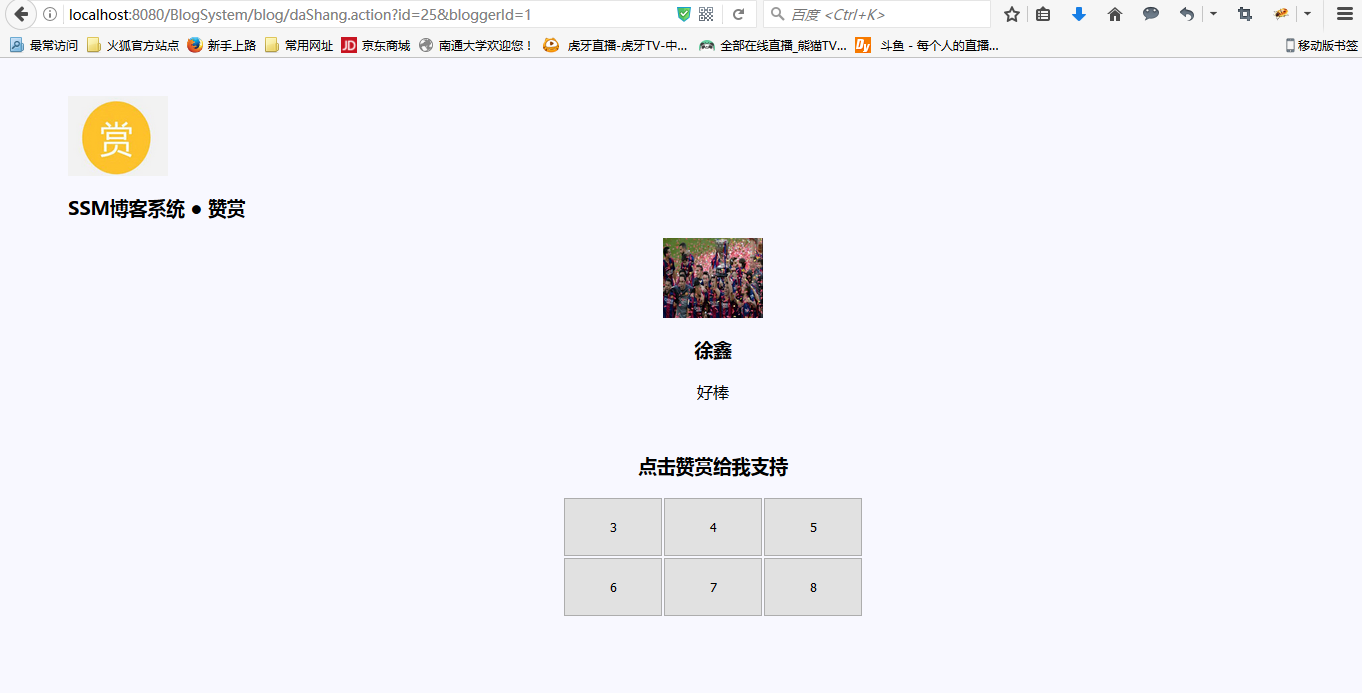 localhost:8080/BlogSystem/blog/daShang.action?id=25&bloggerId=1
百度 <Ctrl+K>
最常访问 火狐官方站点 新手上路 常用网址 JD 京东商城 南通大学欢迎您！ 虎牙直播-虎牙TV-中... 全部在线直播_熊猫TV... Dy 斗鱼 - 每个人的直播... 移动版书签
赏
SSM博客系统 ● 赞赏
徐鑫
好棒
点击赞赏给我支持
3 4 5
6 7 8